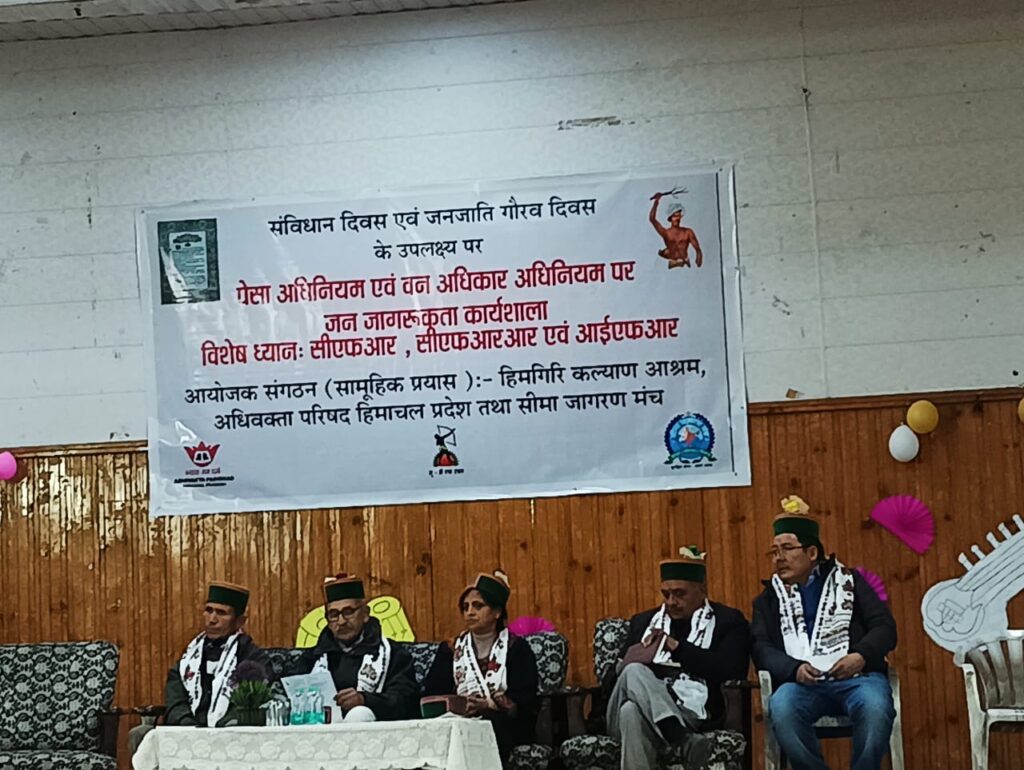 संविधान दिवस एवं जनजाति गौरव दिवस
के उपलक्ष्य पर
पेसा अधिनियम एवं वन अधिकार अधिनियम पर
जन जागरूकता कार्यशाला
विशेष ध्यानः सीएफआर , सीएफआरआर एवं आईएफआर
आयोजक संगठन (सामूहिक प्रयास ):- हिमगिरि कल्याण आश्रम,
अधिवक्ता परिषद हिमाचल प्रदेश तथा सीमा जागरण मंच
ADHIVAKTA PARISHAD